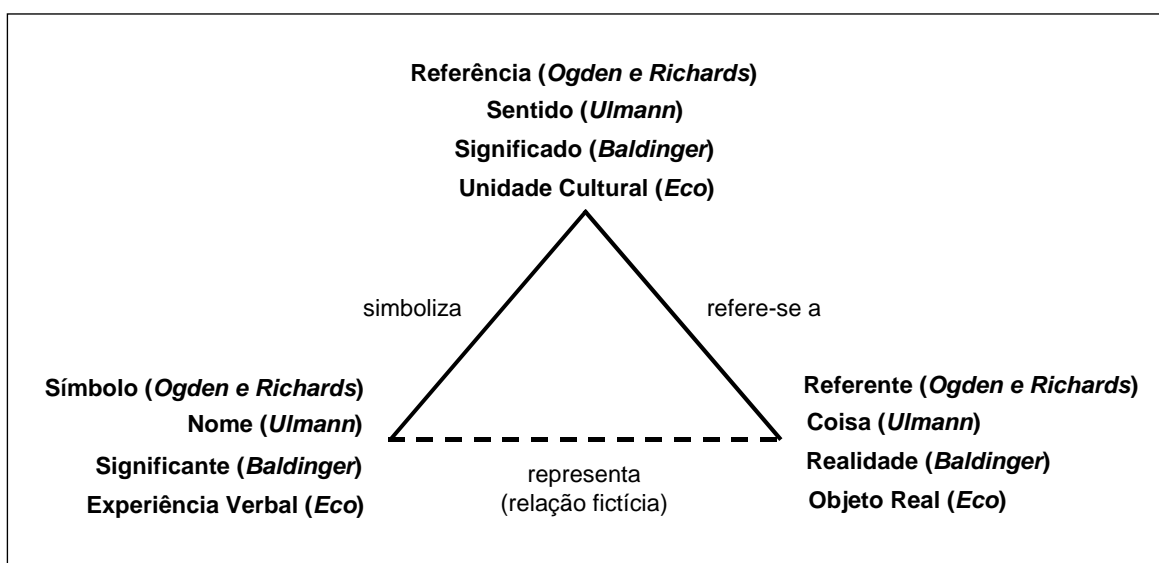 Referência (Ogden e Richards)
Sentido (Ulmann)
Significado (Baldinger)
Unidade Cultural (Eco)
simboliza
refere-se a
Símbolo (Ogden e Richards)
Nome (Ulmann)
Significante (Baldinger)
Experiência Verbal (Eco)
representa
(relação fictícia)
Referente (Ogden e Richards)
Coisa (Ulmann)
Realidade (Baldinger)
Objeto Real (Eco)